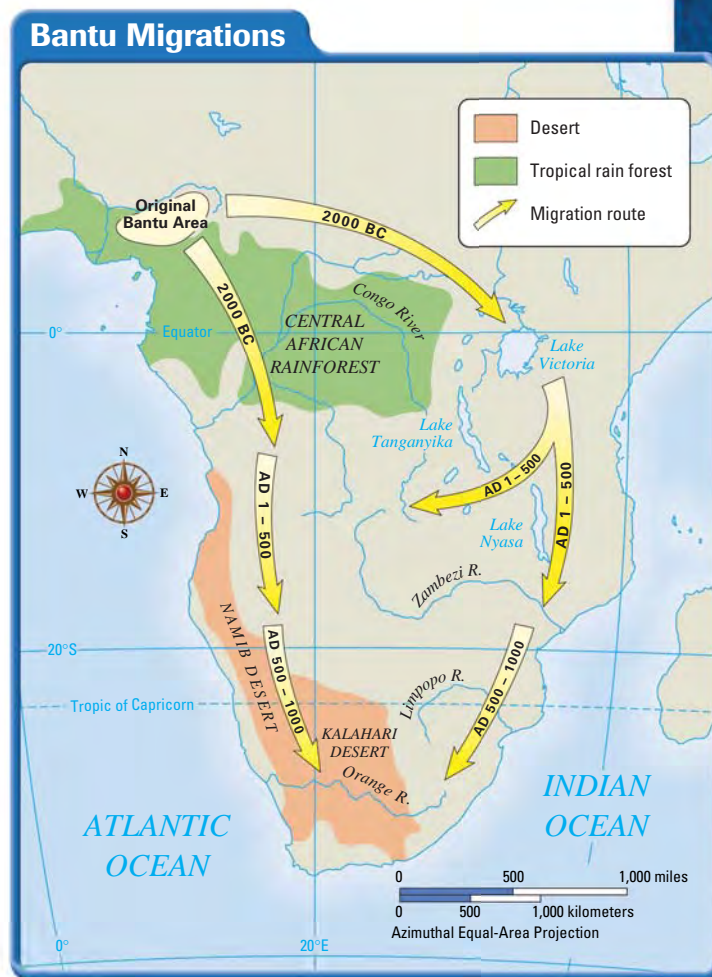 Bantu Migrations
Desert
Tropical rain forest
Migration route
Original
Bantu Area
2000 BC
2000 BC
Congo River
CENTRAL
AFRICAN
RAINFOREST
0°
Equator
Lake
Victoria
Lake
Tanganyika
AD 1–500
AD 1–500
AD 1–500
N
W
E
S
Lake
Nyasa
Zambezi R.
NAMIB DESERT
20°S
AD 500–1000
AD 500–1000
Limpopo R.
Tropic of Capricorn
KALAHARI
DESERT
Orange R.
ATLANTIC
OCEAN
INDIAN
OCEAN
0 500 1,000 miles
0 500 1,000 kilometers
Azimuthal Equal-Area Projection
0°
20°E